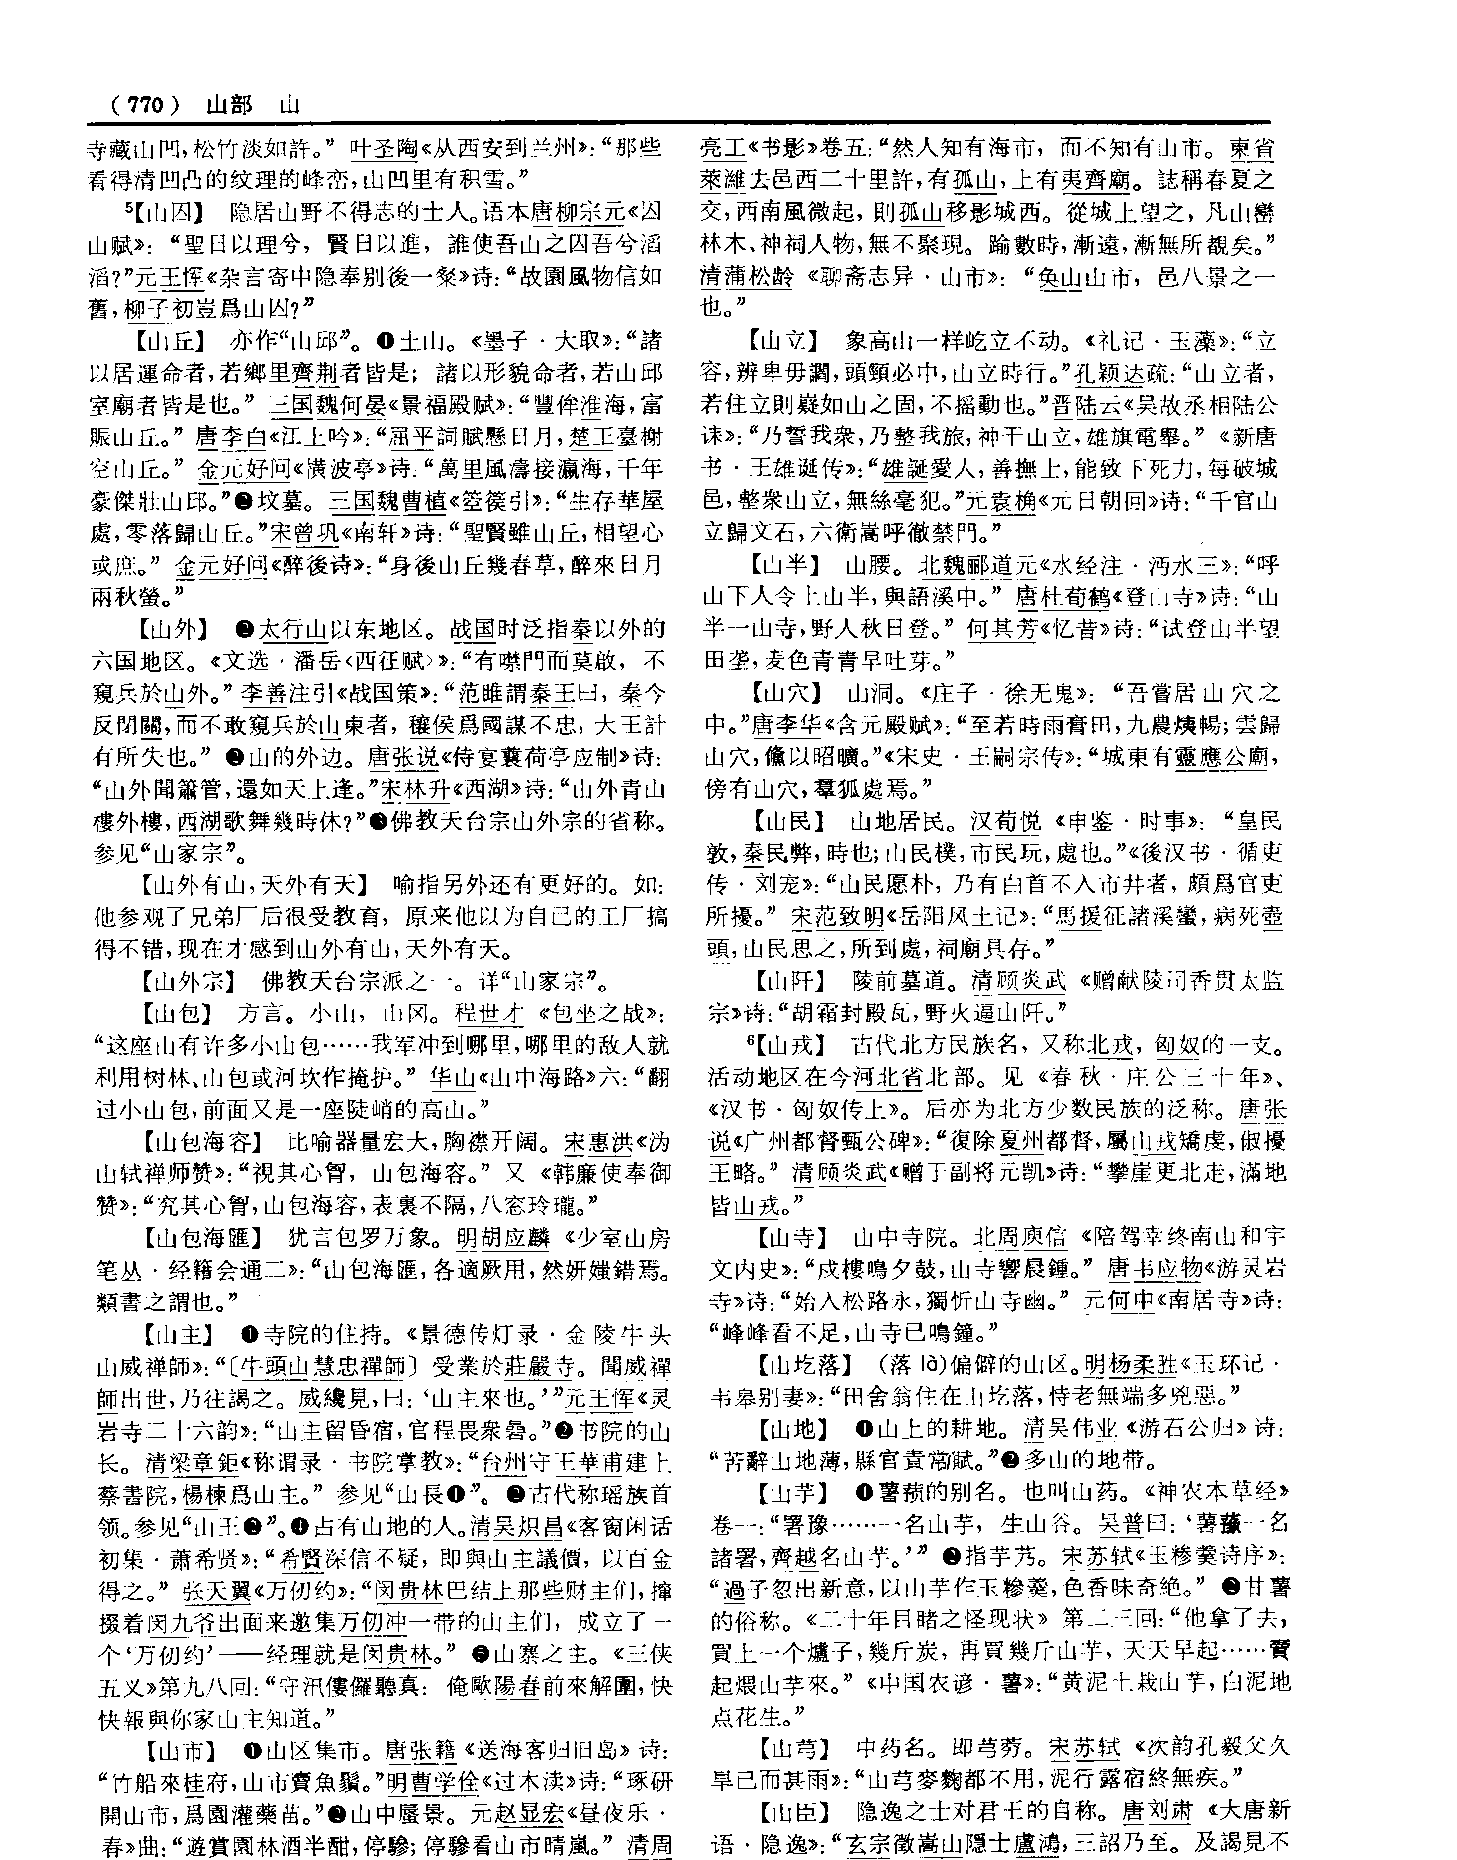 （770） 山部 山
寺藏山凹，松竹淡如許。” 叶圣陶《从西安到兰州》：“那些
看得清凹凸的纹理的峰峦，山凹里有积雪。”
⁵【山囚】 隐居山野不得志的士人。语本唐柳宗元《囚
山赋》：“聖日以理兮，賢日以進，誰使吾山之囚吾兮滔
滔？”元王恽《杂言寄中隐奉别後一粲》诗：“故園風物信如
舊，柳子初豈爲山囚？”
【山丘】 亦作“山邱”。❶土山。《墨子·大取》：“諸
以居運命者，若鄉里齊荆者皆是；諸以形貌命者，若山邱
室廟者皆是也。” 三国魏何晏《景福殿赋》：“豐侔淮海，富
賑山丘。” 唐李白《江上吟》：“屈平詞賦懸日月，楚王臺榭
空山丘。” 金元好问《横波亭》诗：“萬里風濤接瀛海，千年
豪傑壯山邱。”❷坟墓。三国魏曹植《箜篌引》：“生存華屋
處，零落歸山丘。”宋曾巩《南轩》诗：“聖賢雖山丘，相望心
或庶。” 金元好问《醉後诗》：“身後山丘幾春草，醉來日月
兩秋螢。”
【山外】 ❶太行山以东地区。战国时泛指秦以外的
六国地区。《文选·潘岳〈西征赋〉》：“有噤門而莫啟，不
窺兵於山外。” 李善注引《战国策》：“范雎謂秦王曰，秦今
反閉關，而不敢窺兵於山東者，穰侯爲國謀不忠，大王計
有所失也。” ❷山的外边。唐张说《侍宴蘘荷亭应制》诗：
“山外聞簫管，還如天上逢。”宋林升《西湖》诗：“山外青山
樓外樓，西湖歌舞幾時休？”❸佛教天台宗山外宗的省称。
参见“山家宗”。
【山外有山，天外有天】 喻指另外还有更好的。如：
他参观了兄弟厂后很受教育，原来他以为自己的工厂搞
得不错，现在才感到山外有山，天外有天。
【山外宗】 佛教天台宗派之一。详“山家宗”。
【山包】 方言。小山，山冈。程世才《包坐之战》：
“这座山有许多小山包……我军冲到哪里，哪里的敌人就
利用树林、山包或河坎作掩护。” 华山《山中海路》六：“翻
过小山包，前面又是一座陡峭的高山。”
【山包海容】 比喻器量宏大，胸襟开阔。宋惠洪《沩
山轼禅师赞》：“視其心胷，山包海容。” 又《韩廉使奉御
赞》：“究其心胷，山包海容，表裏不隔，八窓玲瓏。”
【山包海匯】 犹言包罗万象。明胡应麟《少室山房
笔丛·经籍会通二》：“山包海匯，各適厥用，然妍媸錯焉。
類書之謂也。”
【山主】 ❶寺院的住持。《景德传灯录·金陵牛头
山威禅師》：“〔牛頭山慧忠禪師〕受業於莊嚴寺。聞威禪
師出世，乃往謁之。威纔見，曰：‘山主來也。’”元王恽《灵
岩寺二十六韵》：“山主留昏宿，官程畏衆喦。”❷书院的山
长。清梁章鉅《称谓录·书院掌教》：“台州守王華甫建上
蔡書院，楊棟爲山主。” 参见“山長❶”。❸古代称瑶族首
领。参见“山王❷”。❹占有山地的人。清吴炽昌《客窗闲话
初集·萧希贤》：“希賢深信不疑，即與山主議價，以百金
得之。” 张天翼《万仞约》：“闵贵林巴结上那些财主们，撺
掇着闵九爷出面来邀集万仞冲一带的山主们，成立了一
个‘万仞约’——经理就是闵贵林。” ❺山寨之主。《三侠
五义》第九八回：“守汛僂儸聽真：俺歐陽春前來解圍，快
快報與你家山主知道。”
【山市】 ❶山区集市。唐张籍《送海客归旧岛》诗：
“竹船來桂府，山市賣魚鬚。”明曹学佺《过木渎》诗：“琢研
開山市，爲園灌藥苗。”❷山中蜃景。元赵显宏《昼夜乐·
春》曲：“遊賞園林酒半酣，停驂；停驂看山市晴嵐。” 清周
亮工《书影》卷五：“然人知有海市，而不知有山市。東省
萊濰去邑西二十里許，有孤山，上有夷齊廟。誌稱春夏之
交，西南風微起，則孤山移影城西。從城上望之，凡山巒
林木、神祠人物，無不聚現。踰數時，漸遠，漸無所覩矣。”
清蒲松龄《聊斋志异·山市》：“奐山山市，邑八景之一
也。”
【山立】 象高山一样屹立不动。《礼记·玉藻》：“立
容，辨卑毋讇，頭頸必中，山立時行。”孔颖达疏：“山立者，
若住立則嶷如山之固，不摇動也。”晋陆云《吴故丞相陆公
诔》：“乃誓我衆，乃整我旅，神干山立，雄旗電舉。” 《新唐
书·王雄诞传》：“雄誕愛人，善撫上，能致下死力，每破城
邑，整衆山立，無絲毫犯。”元袁桷《元日朝回》诗：“千官山
立歸文石，六衛嵩呼徹禁門。”
【山半】 山腰。北魏郦道元《水经注·沔水三》：“呼
山下人令上山半，與語溪中。” 唐杜荀鹤《登山寺》诗：“山
半一山寺，野人秋日登。” 何其芳《忆昔》诗：“试登山半望
田垄，麦色青青早吐芽。”
【山穴】 山洞。《庄子·徐无鬼》：“吾嘗居山穴之
中。”唐李华《含元殿赋》：“至若時雨膏田，九農燠暢；雲歸
山穴，儵以昭曠。”《宋史·王嗣宗传》：“城東有靈應公廟，
傍有山穴，羣狐處焉。”
【山民】 山地居民。汉荀悦《申鉴·时事》：“皇民
敦，秦民弊，時也；山民樸，市民玩，處也。”《後汉书·循吏
传·刘宠》：“山民愿朴，乃有白首不入市井者，頗爲官吏
所擾。” 宋范致明《岳阳风土记》：“馬援征諸溪蠻，病死壺
頭，山民思之，所到處，祠廟具存。”
【山阡】 陵前墓道。清顾炎武《赠献陵司香贯太监
宗》诗：“胡霜封殿瓦，野火逼山阡。”
⁶【山戎】 古代北方民族名，又称北戎，匈奴的一支。
活动地区在今河北省北部。见《春秋·庄公三十年》、
《汉书·匈奴传上》。后亦为北方少数民族的泛称。唐张
说《广州都督甄公碑》：“復除夏州都督，屬山戎矯虔，俶擾
王略。” 清顾炎武《赠于副将元凯》诗：“攀崖更北走，滿地
皆山戎。”
【山寺】 山中寺院。北周庾信《陪驾幸终南山和宇
文内史》：“戍樓鳴夕鼓，山寺響晨鍾。” 唐韦应物《游灵岩
寺》诗：“始入松路永，獨忻山寺幽。” 元何中《南居寺》诗：
“峰峰看不足，山寺已鳴鐘。”
【山圪落】 （落 là）偏僻的山区。明杨柔胜《玉环记·
韦皋别妻》：“田舍翁住在山圪落，恃老無端多兇惡。”
【山地】 ❶山上的耕地。清吴伟业《游石公归》诗：
“苦辭山地薄，縣官責常賦。”❷多山的地带。
【山芋】 ❶薯蓣的别名。也叫山药。《神农本草经》
卷一：“署豫……一名山芋，生山谷。吴普曰：‘薯蕷一名
諸署，齊越名山芋。’” ❷指芋艿。宋苏轼《玉糁羹诗序》：
“過子忽出新意，以山芋作玉糁羹，色香味奇絶。” ❸甘薯
的俗称。《二十年目睹之怪现状》第二三回：“他拿了去，
買上一个爐子，幾斤炭，再買幾斤山芋，天天早起……賣
起煨山芋來。” 《中国农谚·薯》：“黄泥土栽山芋，白泥地
点花生。”
【山芎】 中药名。即芎䓖。宋苏轼《次韵孔毅父久
旱已而甚雨》：“山芎麥麴都不用，泥行露宿終無疾。”
【山臣】 隐逸之士对君王的自称。唐刘肃《大唐新
语·隐逸》：“玄宗徵嵩山隱士盧鴻，三詔乃至。及謁見不